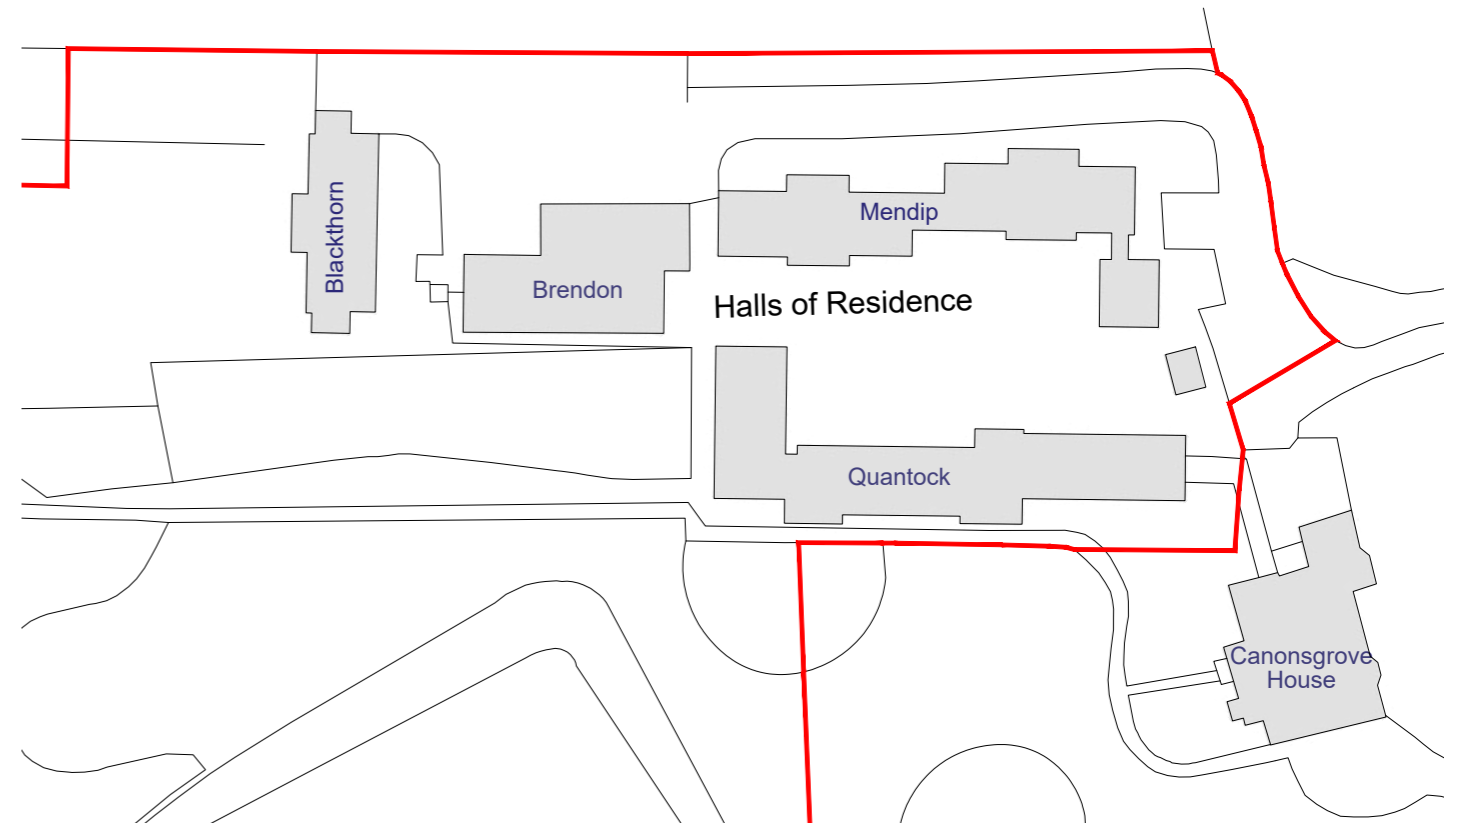 Blackthorn
Mendip
Brendon
Halls of Residence
Quantock
Canonsgrove
House